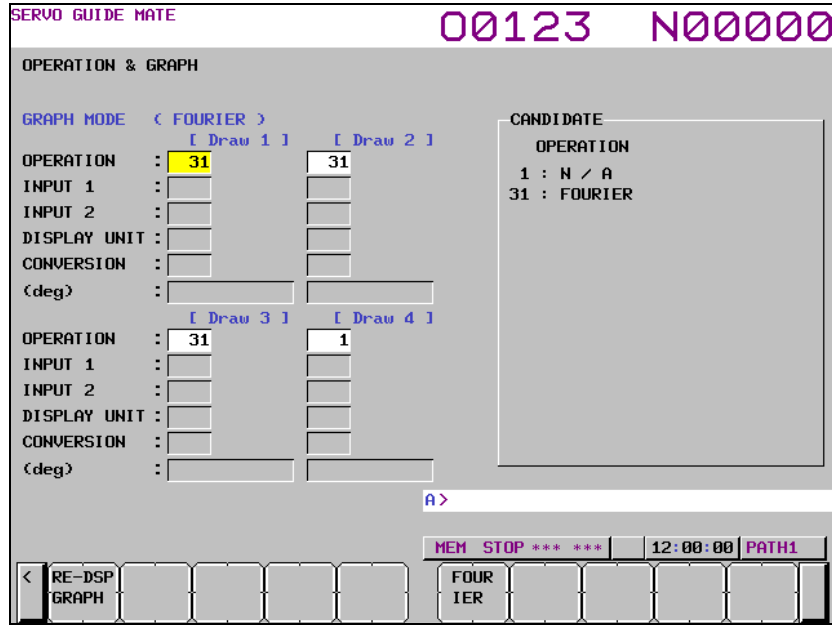 SERVO GUIDE MATE
O0123 N00000
OPERATION & GRAPH
GRAPH MODE ( FOURIER )
[ Draw 1 ] [ Draw 2 ]
OPERATION : 31 31
INPUT 1 :
INPUT 2 :
DISPLAY UNIT :
CONVERSION :
(deg) :
[ Draw 3 ] [ Draw 4 ]
OPERATION : 31 1
INPUT 1 :
INPUT 2 :
DISPLAY UNIT :
CONVERSION :
(deg) :
CANDIDATE
OPERATION
1 : N / A
31 : FOURIER
A>
MEM STOP *** *** 12:00:00 PATH1
< RE-DSP FOUR
GRAPH IER